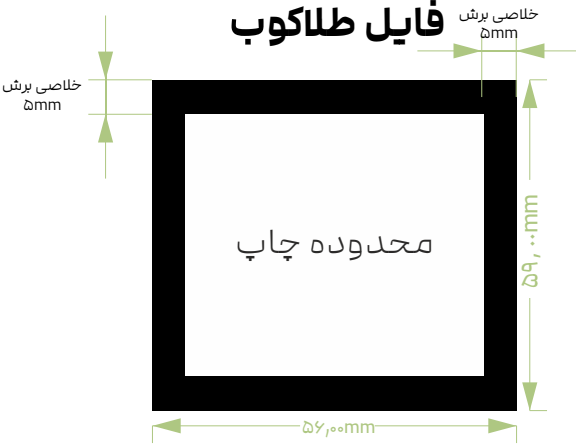 فایل طلاکوب
خلاصی برش
۵mm
خلاصی برش
۵mm
محدوده چاپ
۵۹,۰۰mm
۵۶,۰۰mm